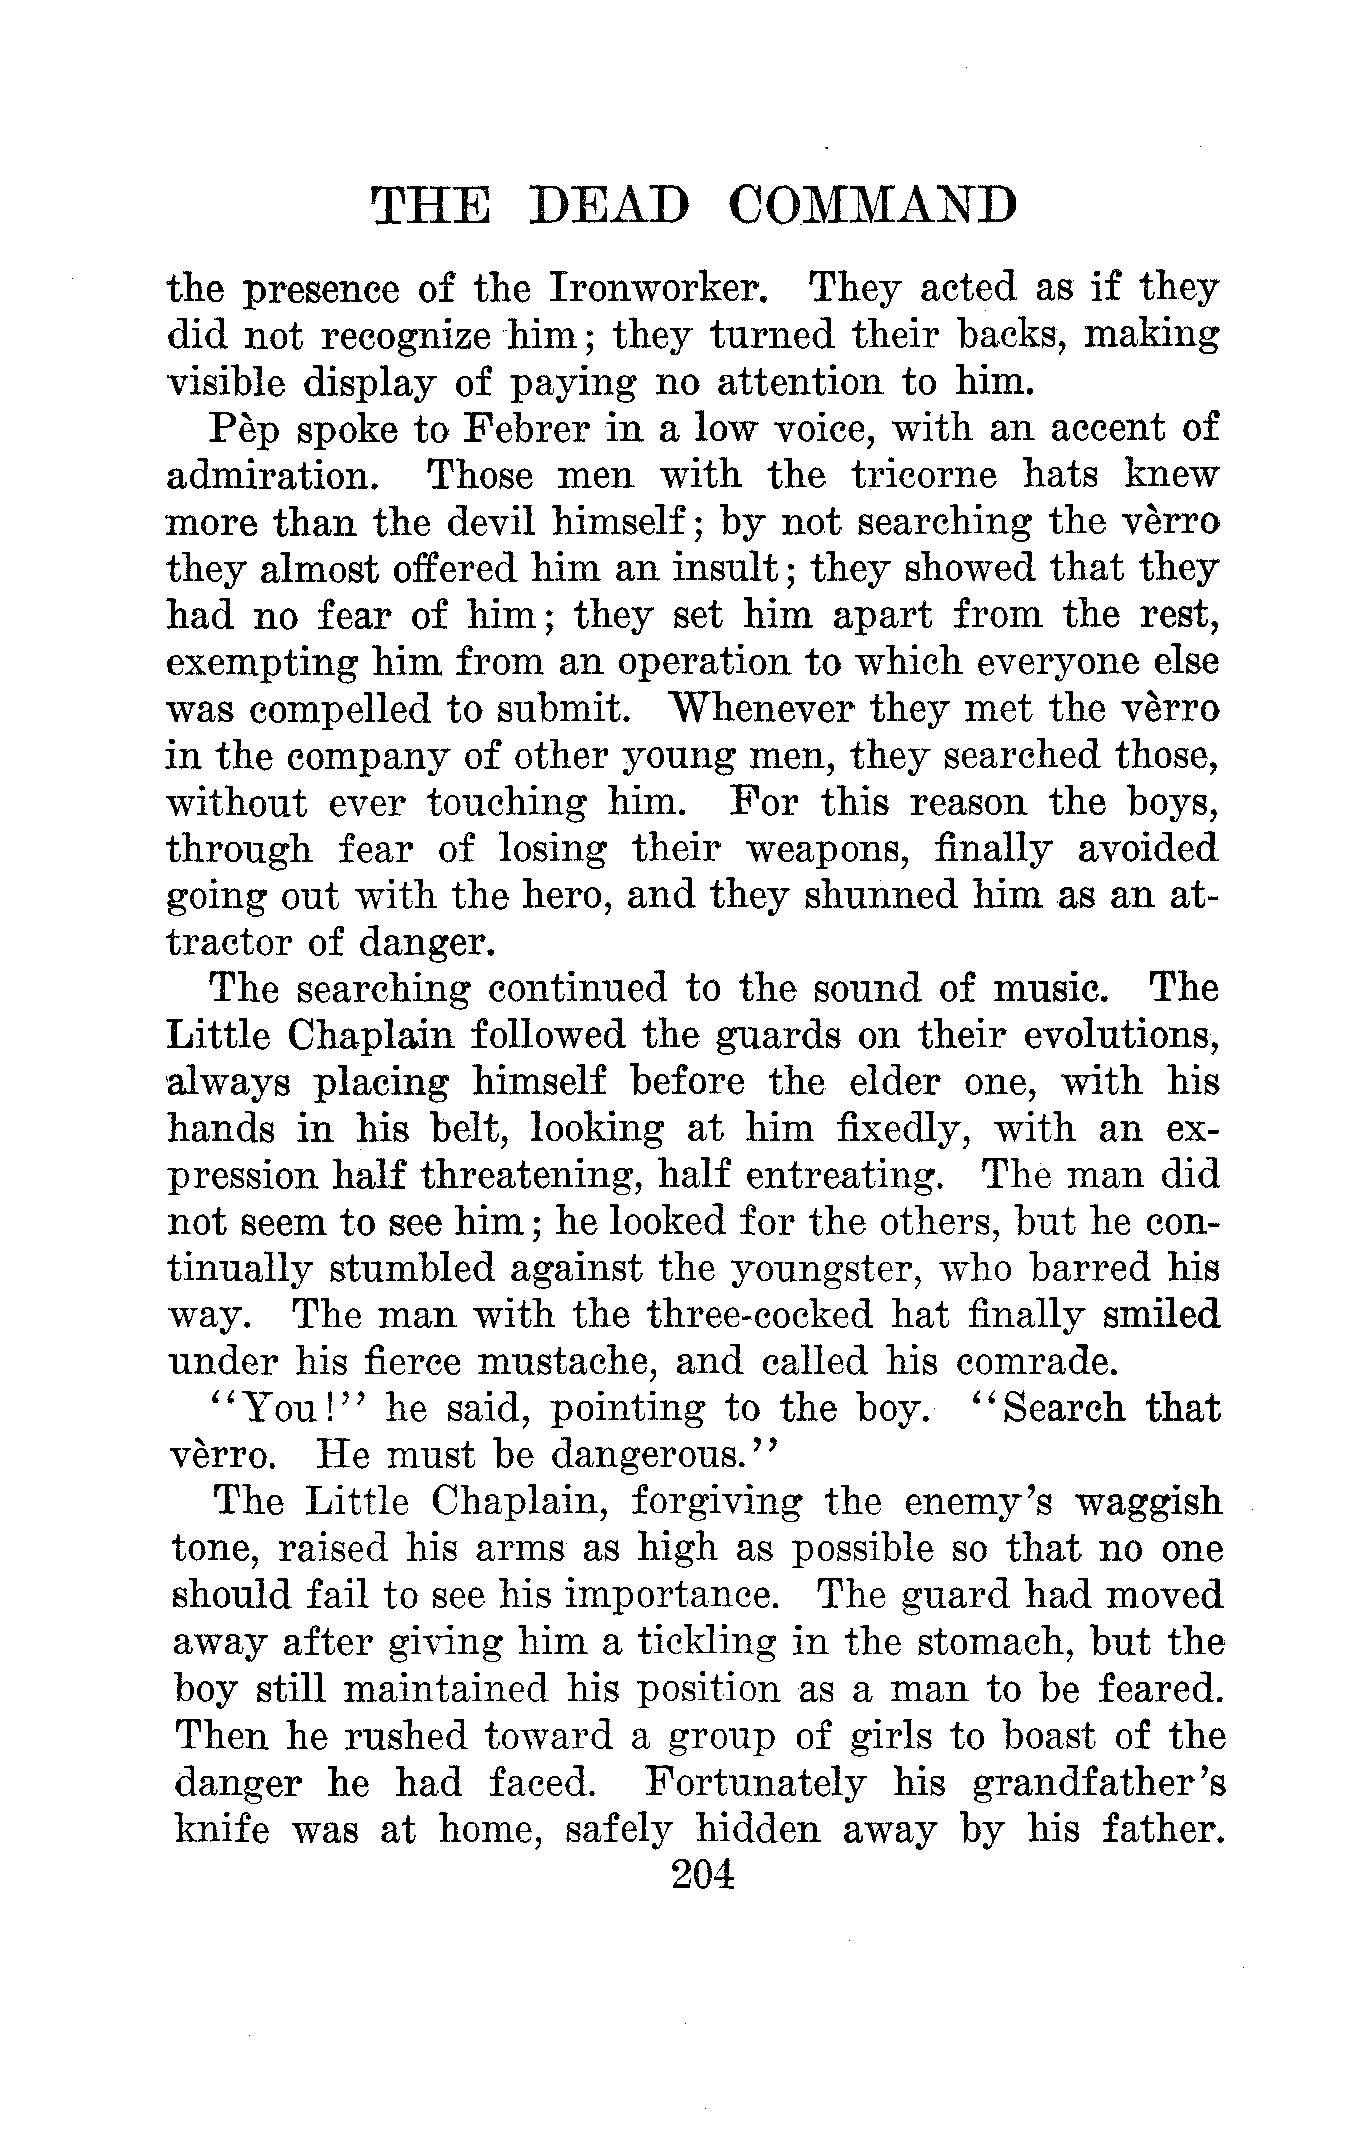 THE DEAD COMMAND
the presence of the Ironworker. They acted as if they
did not recognize him; they turned their backs, making
visible display of paying no attention to him.
Pèp spoke to Febrer in a low voice, with an accent of
admiration. Those men with the tricorne hats knew
more than the devil himself; by not searching the vèrro
they almost offered him an insult; they showed that they
had no fear of him; they set him apart from the rest,
exempting him from an operation to which everyone else
was compelled to submit. Whenever they met the vèrro
in the company of other young men, they searched those,
without ever touching him. For this reason the boys,
through fear of losing their weapons, finally avoided
going out with the hero, and they shunned him as an at-
tractor of danger.
The searching continued to the sound of music. The
Little Chaplain followed the guards on their evolutions,
always placing himself before the elder one, with his
hands in his belt, looking at him fixedly, with an ex-
pression half threatening, half entreating. The man did
not seem to see him; he looked for the others, but he con-
tinually stumbled against the youngster, who barred his
way. The man with the three-cocked hat finally smiled
under his fierce mustache, and called his comrade.
"You!" he said, pointing to the boy. "Search that
vèrro. He must be dangerous."
The Little Chaplain, forgiving the enemy's waggish
tone, raised his arms as high as possible so that no one
should fail to see his importance. The guard had moved
away after giving him a tickling in the stomach, but the
boy still maintained his position as a man to be feared.
Then he rushed toward a group of girls to boast of the
danger he had faced. Fortunately his grandfather's
knife was at home, safely hidden away by his father.
204